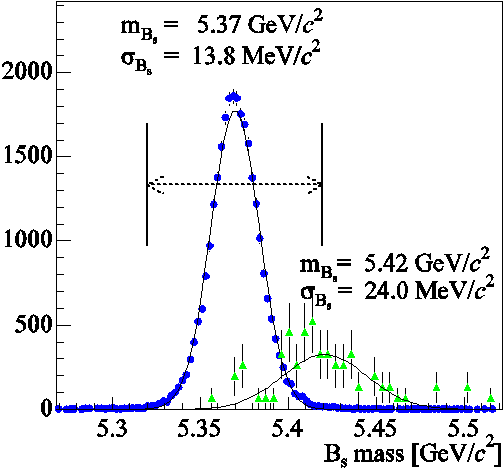 m_Bs = 5.37 GeV/c²
σ_Bs = 13.8 MeV/c²
2000
1500
1000
m_Bs = 5.42 GeV/c²
σ_Bs = 24.0 MeV/c²
500
0
5.3 5.35 5.4 5.45 5.5
B_s mass [GeV/c²]